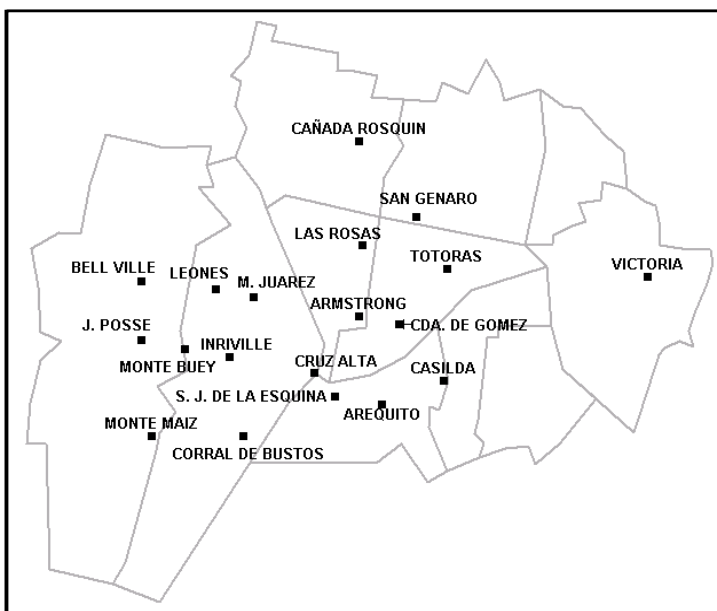 CAÑADA ROSQUIN
SAN GENARO
LAS ROSAS
TOTORAS
BELL VILLE
LEONES
M. JUAREZ
VICTORIA
ARMSTRONG
J. POSSE
CDA. DE GOMEZ
INRIVILLE
MONTE BUEY
CRUZ ALTA
CASILDA
S. J. DE LA ESQUINA
AREQUITO
MONTE MAIZ
CORRAL DE BUSTOS